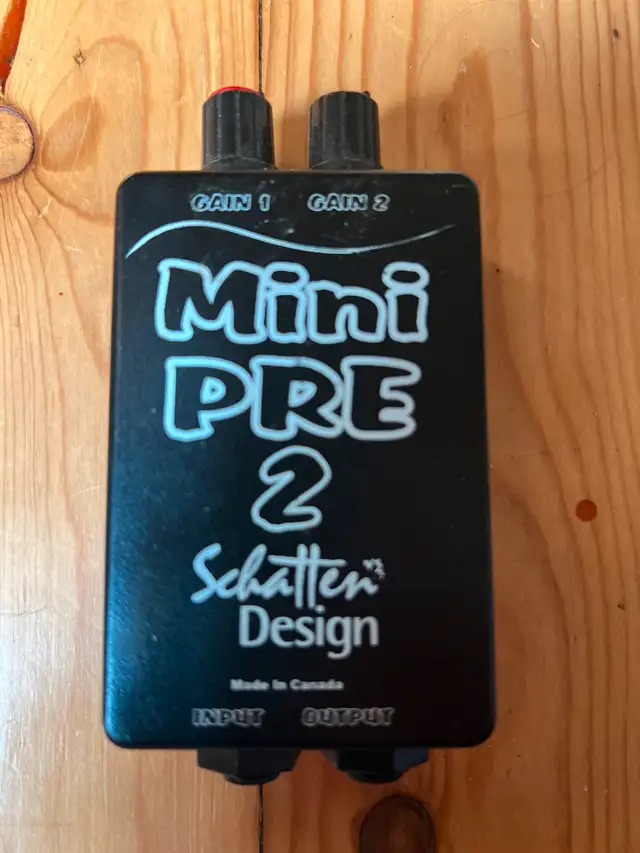 GAIN 1 GAIN 2
Mini
PRE
2
Schatten
Design
Made In Canada
INPUT OUTPUT